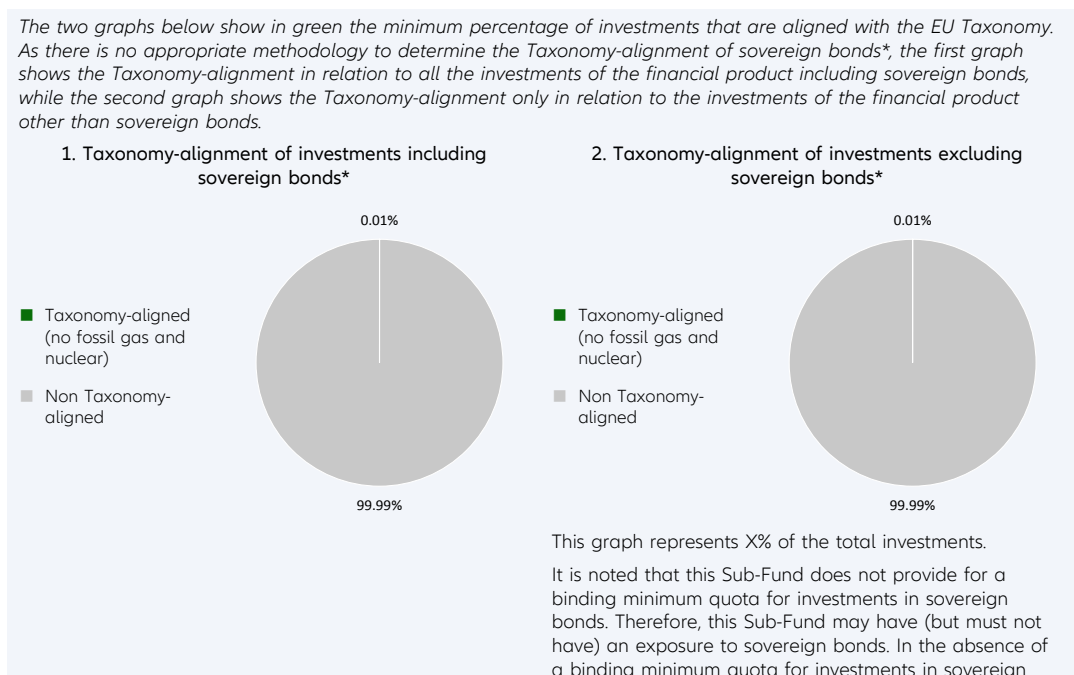 The two graphs below show in green the minimum percentage of investments that are aligned with the EU Taxonomy.
As there is no appropriate methodology to determine the Taxonomy-alignment of sovereign bonds*, the first graph
shows the Taxonomy-alignment in relation to all the investments of the financial product including sovereign bonds,
while the second graph shows the Taxonomy-alignment only in relation to the investments of the financial product
other than sovereign bonds.
1. Taxonomy-alignment of investments including
sovereign bonds*
0.01%
Taxonomy-aligned
(no fossil gas and
nuclear)
Non Taxonomy-
aligned
99.99%
2. Taxonomy-alignment of investments excluding
sovereign bonds*
0.01%
Taxonomy-aligned
(no fossil gas and
nuclear)
Non Taxonomy-
aligned
99.99%
This graph represents X% of the total investments.
It is noted that this Sub-Fund does not provide for a
binding minimum quota for investments in sovereign
bonds. Therefore, this Sub-Fund may have (but must not
have) an exposure to sovereign bonds. In the absence of
a binding minimum quota for investments in sovereign